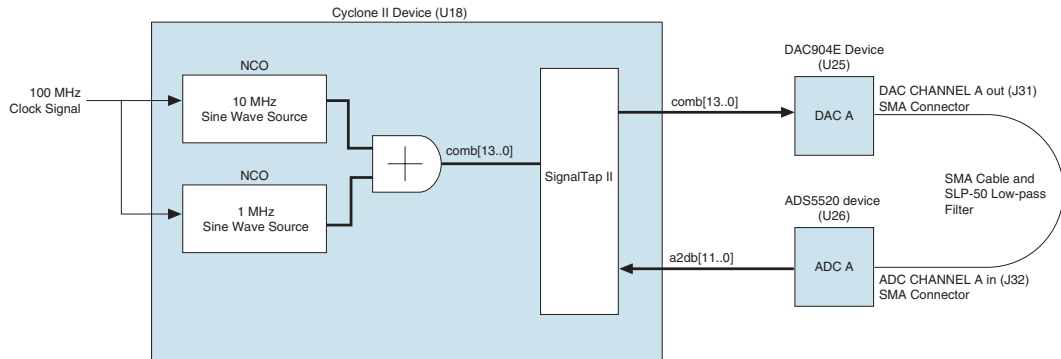 Cyclone II Device (U18)
NCO
10 MHz
Sine Wave Source
100 MHz
Clock Signal
NCO
1 MHz
Sine Wave Source
comb[13..0]
SignalTap II
comb[13..0]
a2db[11..0]
DAC904E Device
(U25)
DAC A
DAC CHANNEL A out (J31)
SMA Connector
SMA Cable and
SLP-50 Low-pass
Filter
ADS5520 device
(U26)
ADC A
ADC CHANNEL A in (J32)
SMA Connector